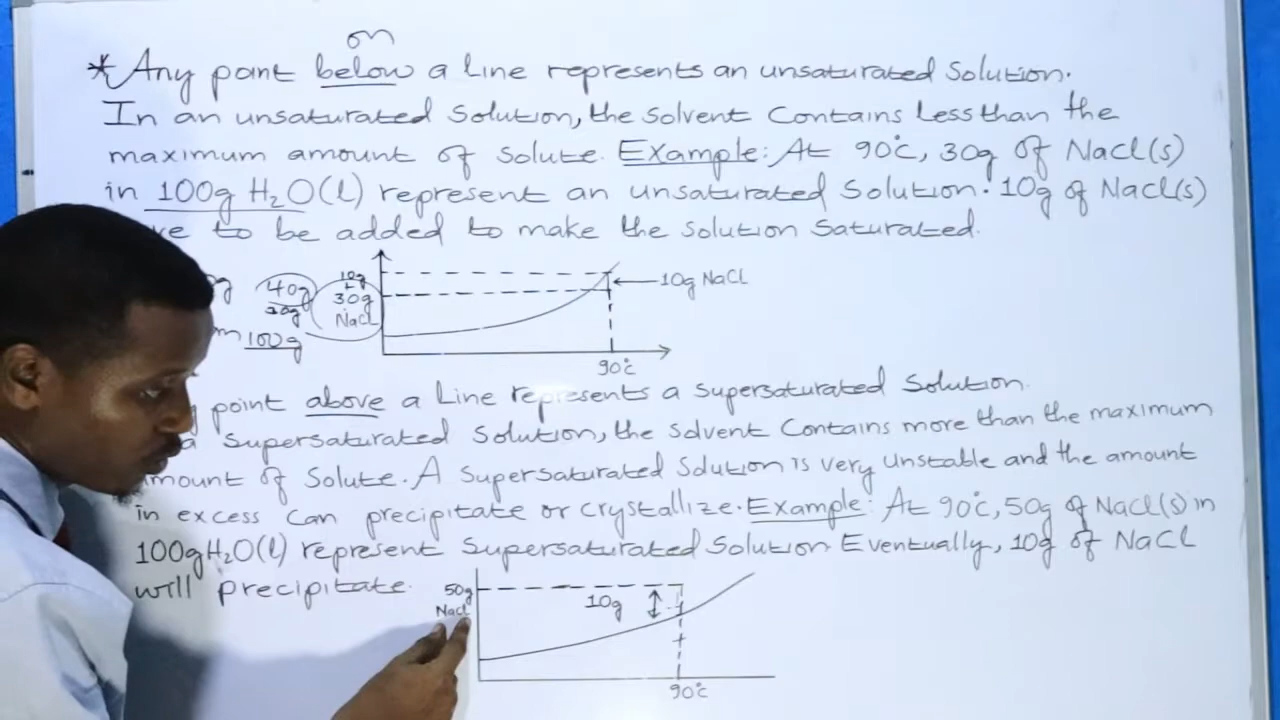 on
* Any point below a line represents an unsaturated solution.
In an unsaturated solution, the solvent contains less than the
maximum amount of solute. Example: At 90°C, 30g of NaCl(s)
in 100g H₂O(l) represent an unsaturated solution. 10g of NaCl(s)
to be added to make the solution saturated.
40g
30g
100g
10g
+
30g
NaCl
10g NaCl
90°C
point above a line represents a supersaturated solution.
a supersaturated solution, the solvent contains more than the maximum
amount of solute. A supersaturated solution is very unstable and the amount
in excess can precipitate or crystallize. Example: At 90°C, 50g of NaCl(s) in
100g H₂O(l) represent supersaturated solution Eventually, 10g of NaCl
will precipitate.
50g
NaCl
10g
90°C